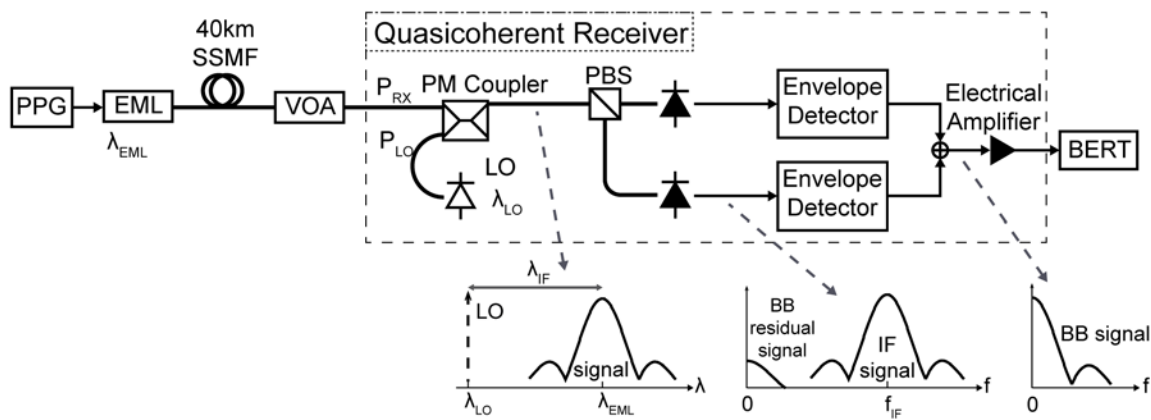 40km
SSMF
Quasicoherent Receiver
PPG
EML
λEML
VOA
PRX
PLO
PM Coupler
LO
λLO
PBS
Envelope
Detector
Envelope
Detector
Electrical
Amplifier
BERT
λIF
LO
signal
λ
λLO
λEML
BB
residual
signal
IF
signal
0
fIF
f
BB signal
0
f